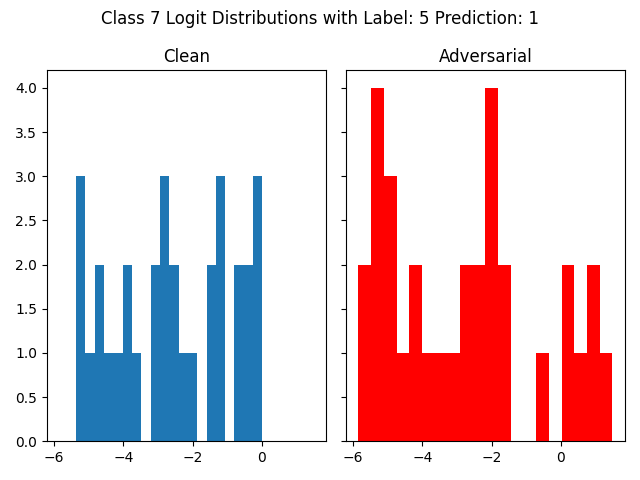 Class 7 Logit Distributions with Label: 5 Prediction: 1
Clean
Adversarial
4.0
3.5
3.0
2.5
2.0
1.5
1.0
0.5
0.0
−6 −4 −2 0
−6 −4 −2 0